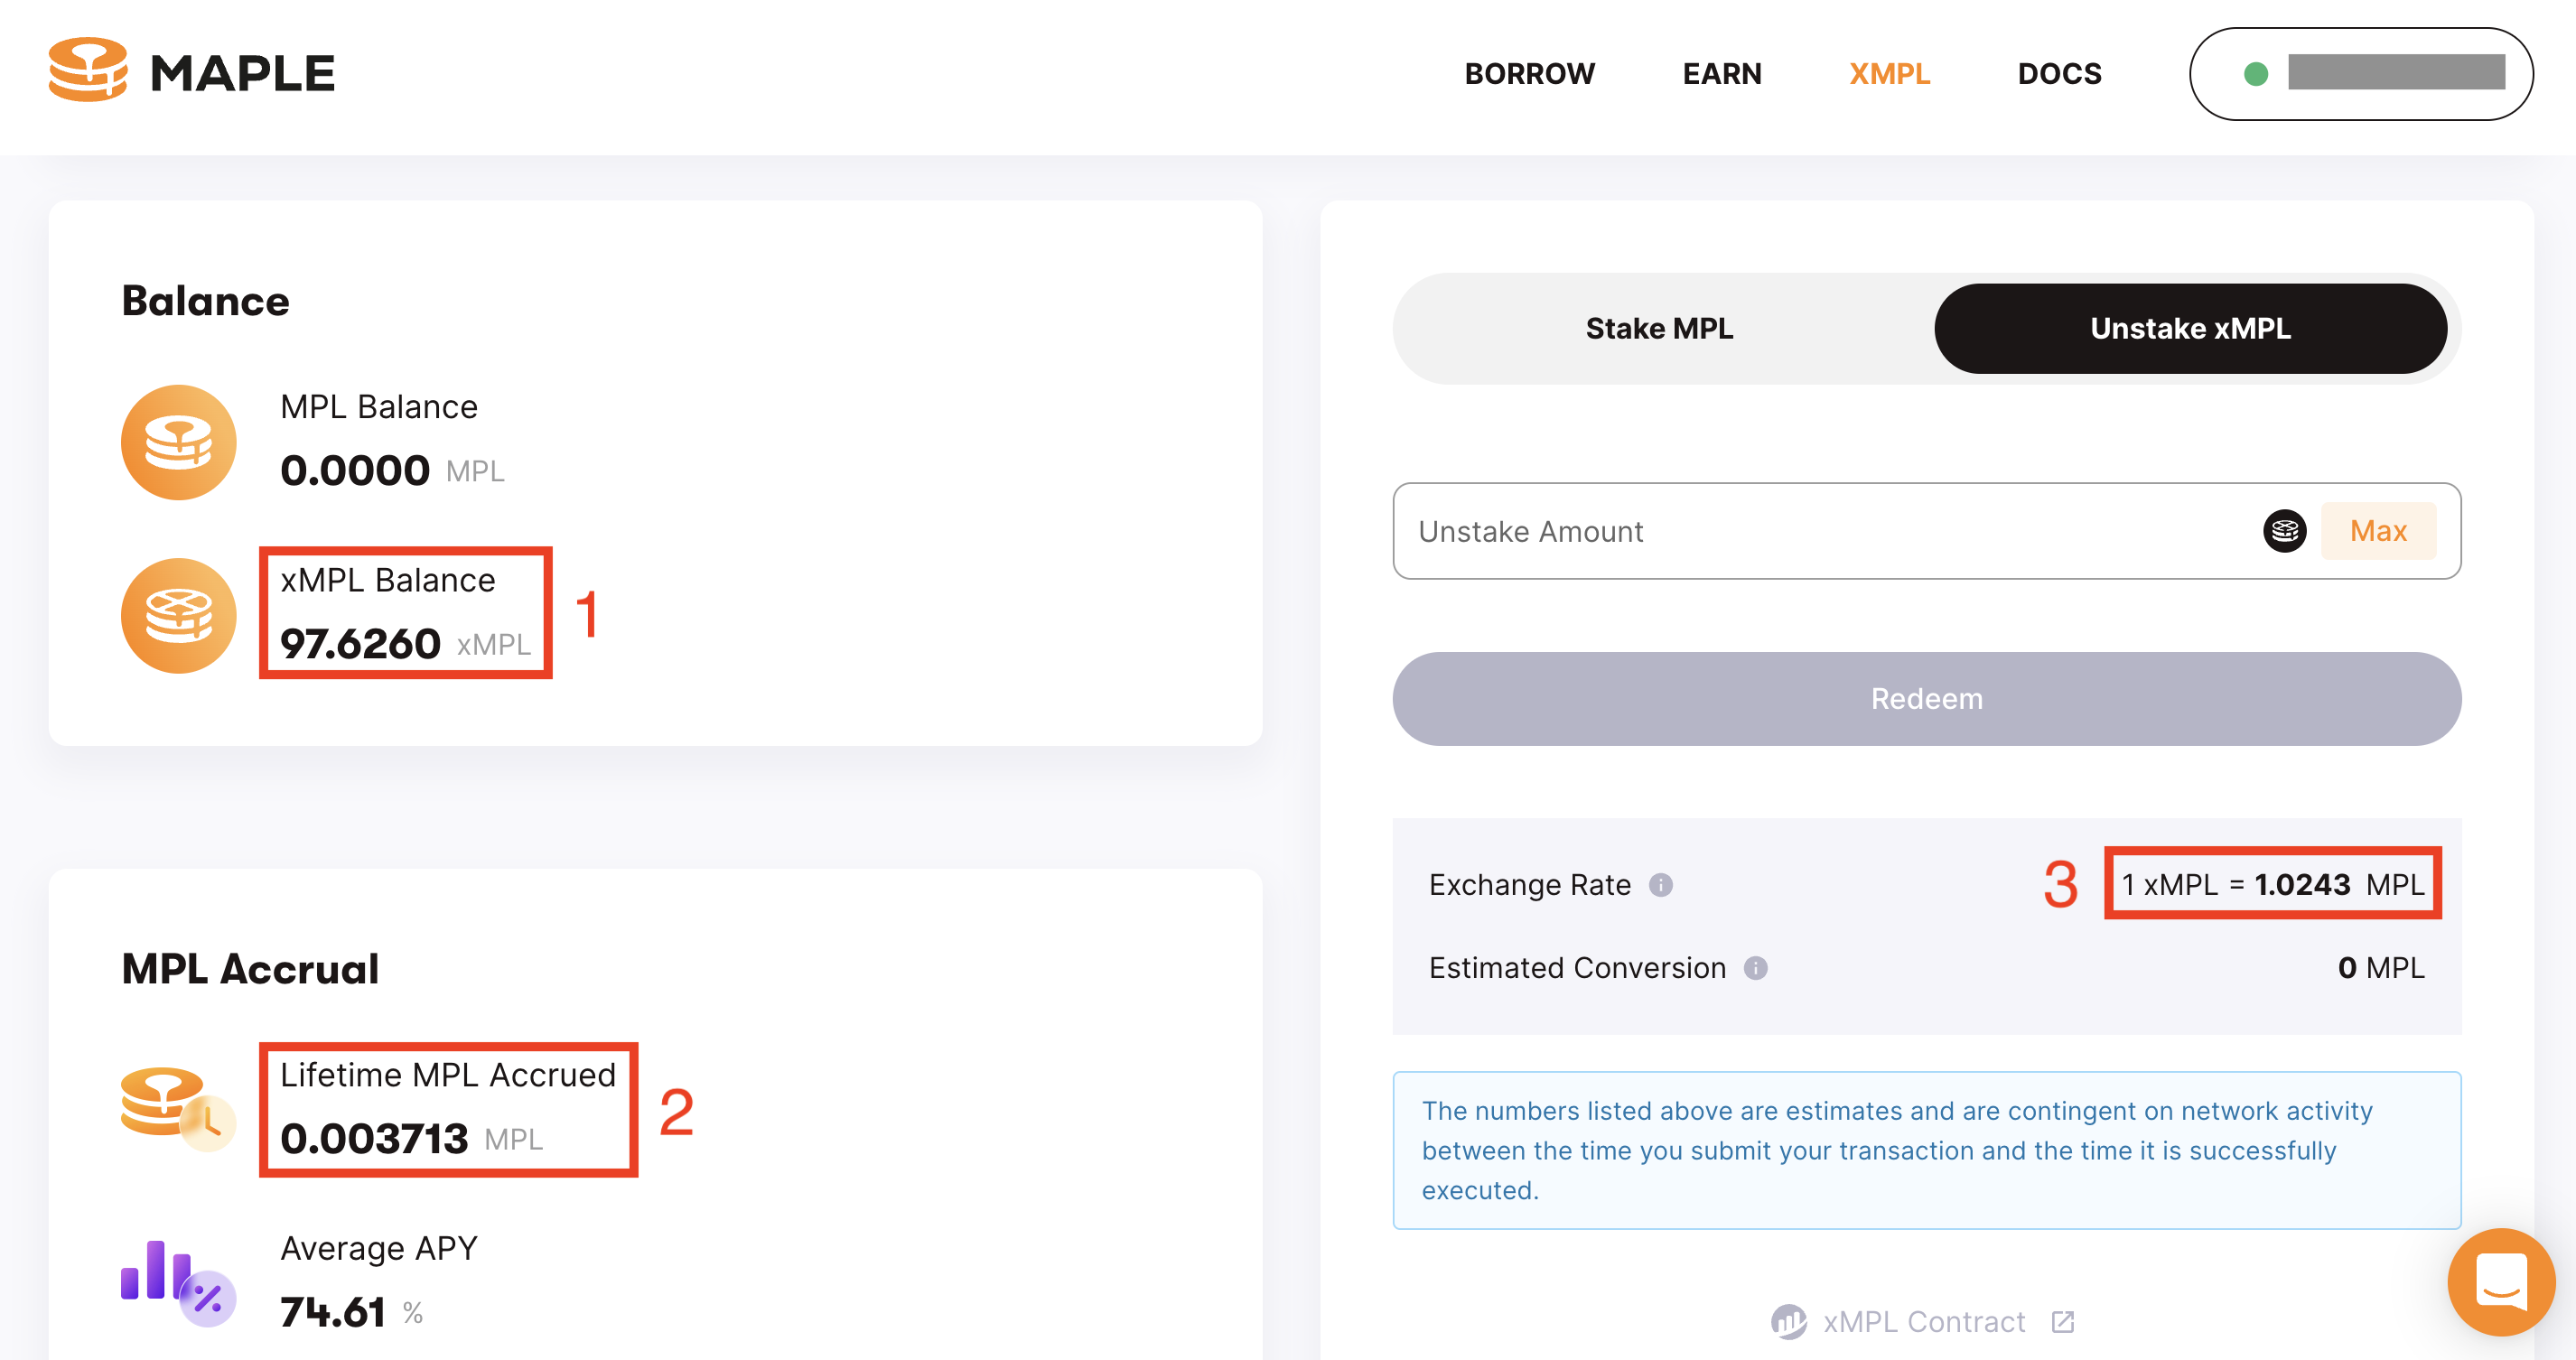 MAPLE
BORROW EARN XMPL DOCS
Balance
MPL Balance
0.0000 MPL
xMPL Balance
97.6260 xMPL
1
MPL Accrual
Lifetime MPL Accrued
0.003713 MPL
2
Average APY
74.61 %
Stake MPL Unstake xMPL
Unstake Amount Max
Redeem
Exchange Rate 3 1 xMPL = 1.0243 MPL
Estimated Conversion 0 MPL
The numbers listed above are estimates and are contingent on network activity
between the time you submit your transaction and the time it is successfully
executed.
xMPL Contract